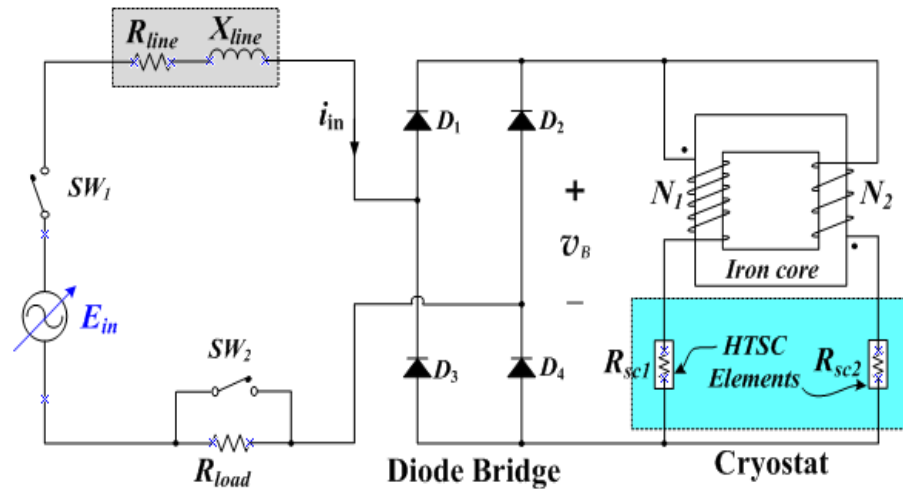 R_line X_line
i_in
D_1 D_2
SW_1
+
v_B
−
N_1 N_2
Iron core
E_in
SW_2
D_3 D_4
R_sc1 HTSC Elements R_sc2
R_load
Diode Bridge
Cryostat